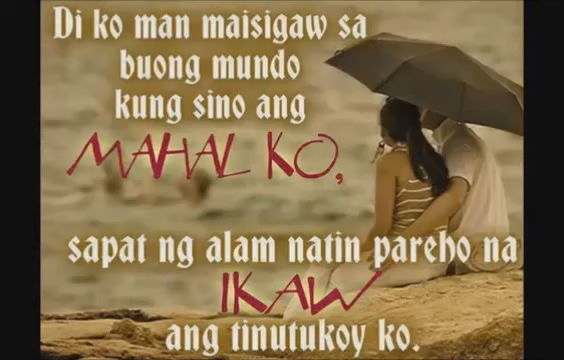 Di ko man maisigaw sa
buong mundo
kung sino ang
MAHAL KO,
sapat ng alam natin pareho na
IKAW
ang tinutukoy ko.